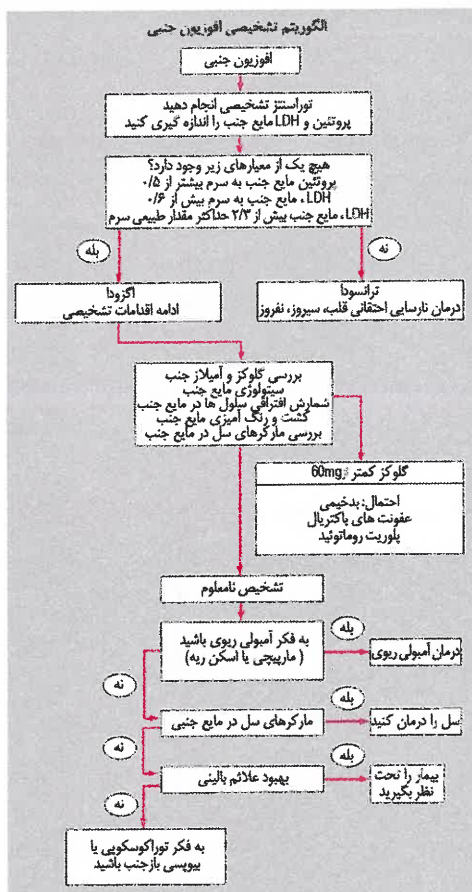 الگوریتم تشخیصی افوزیون جنبی
افوزیون جنبی
توراسنتز تشخیصی انجام دهید
پروتئین و LDH مایع جنب را اندازه گیری کنید
هیچ یک از معیارهای زیر وجود دارد؟
پروتئین مایع جنب به سرم بیشتر از ۰/۵
LDH، مایع جنب به سرم بیش از ۰/۶
LDH، مایع جنب بیش از ۲/۳ حداکثر مقدار طبیعی سرم
بله
نه
اگزودا
ادامه اقدامات تشخیصی
ترانسودا
درمان نارسایی احتقانی قلب، سیروز، نفروز
بررسی گلوکز و آمیلاز جنب
سیتولوژی مایع جنب
شمارش افتراقی سلول ها در مایع جنب
کشت و رنگ آمیزی مایع جنب
بررسی مارکرهای سل در مایع جنب
گلوکز کمتر 60mg٪
احتمال: بدخیمی
عفونت های باکتریال
پلوریت روماتوئید
تشخیص نامعلوم
به فکر آمبولی ریوی باشید
(مارپیچی یا اسکن ریه)
بله
درمان آمبولی ریوی
نه
مارکرهای سل در مایع جنبی
بله
سل را درمان کنید
نه
بهبود علائم بالینی
بله
بیمار را تحت
نظر بگیرید
نه
به فکر توراکوسکوپی یا
بیوپسی باز جنب باشید